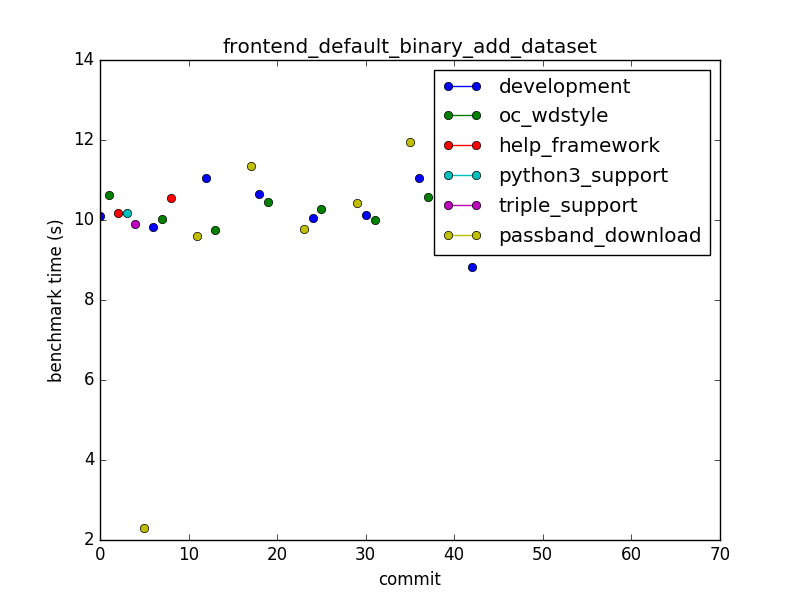 frontend_default_binary_add_dataset
development
oc_wdstyle
help_framework
python3_support
triple_support
passband_download
14
12
10
8
6
4
2
benchmark time (s)
0 10 20 30 40 50 60 70
commit